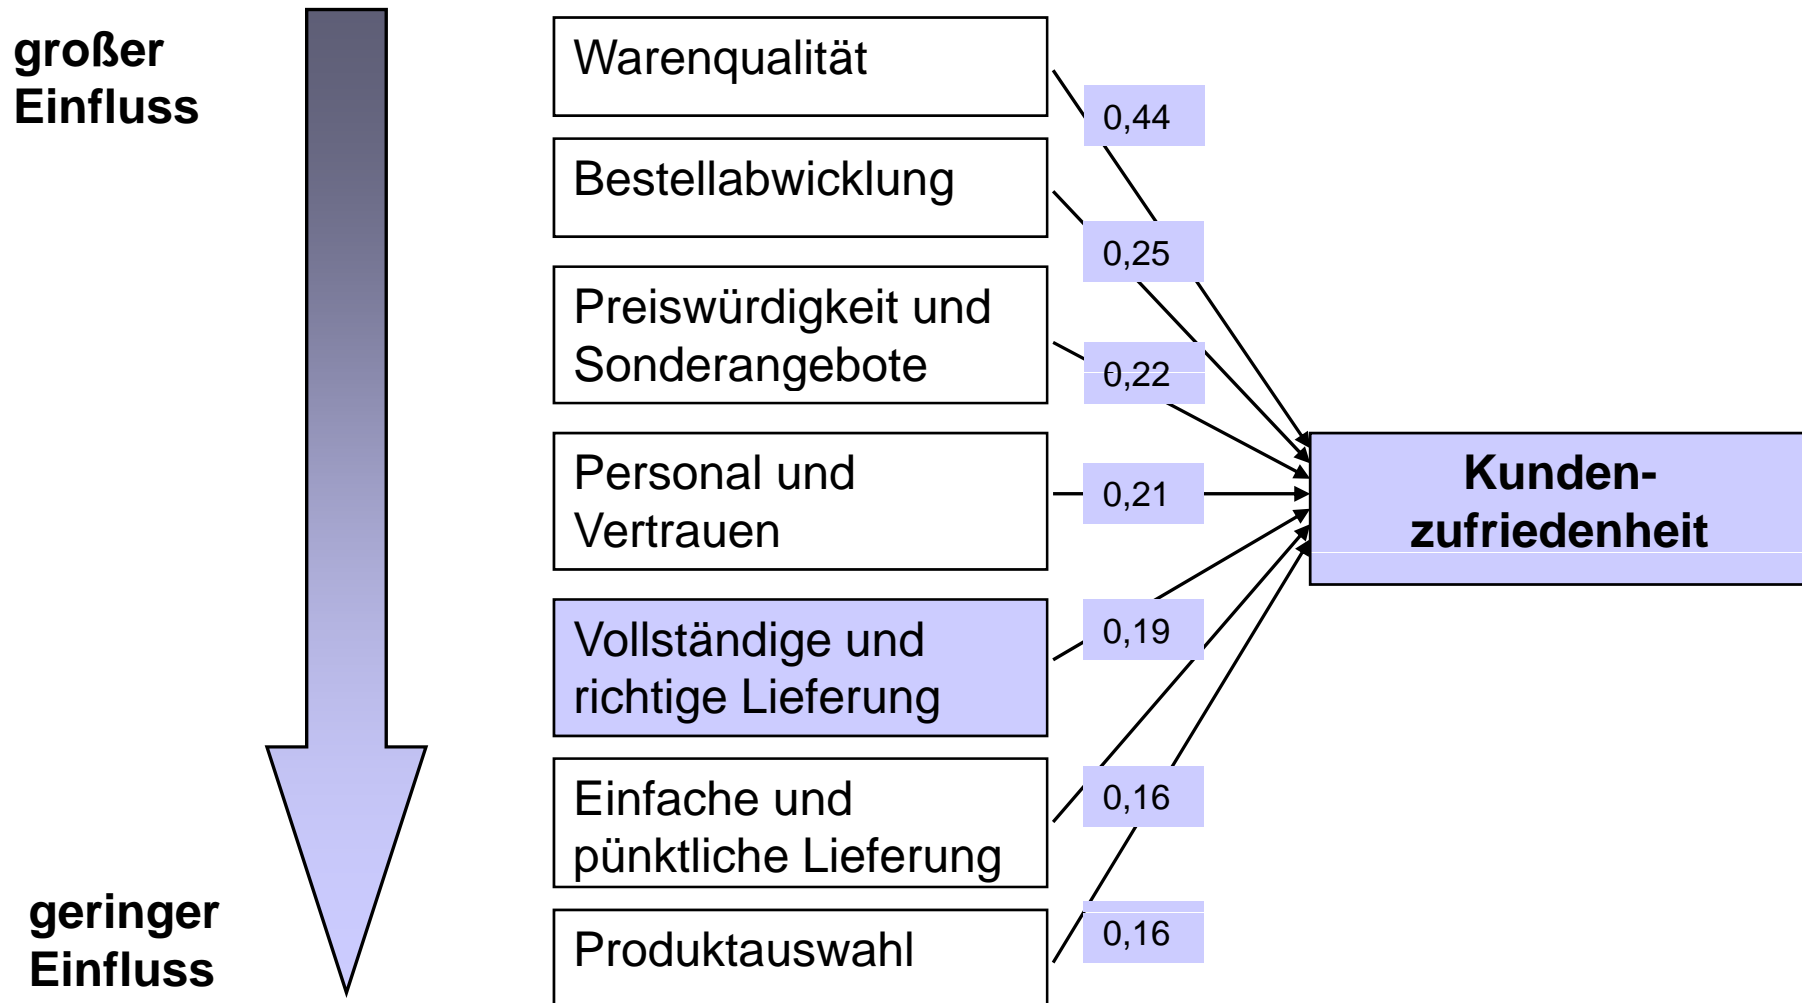 großer
Einfluss
Warenqualität
0,44
Bestellabwicklung
0,25
Preiswürdigkeit und
Sonderangebote
0,22
Personal und
Vertrauen
0,21
Kunden-
zufriedenheit
Vollständige und
richtige Lieferung
0,19
Einfache und
pünktliche Lieferung
0,16
geringer
Einfluss
Produktauswahl
0,16